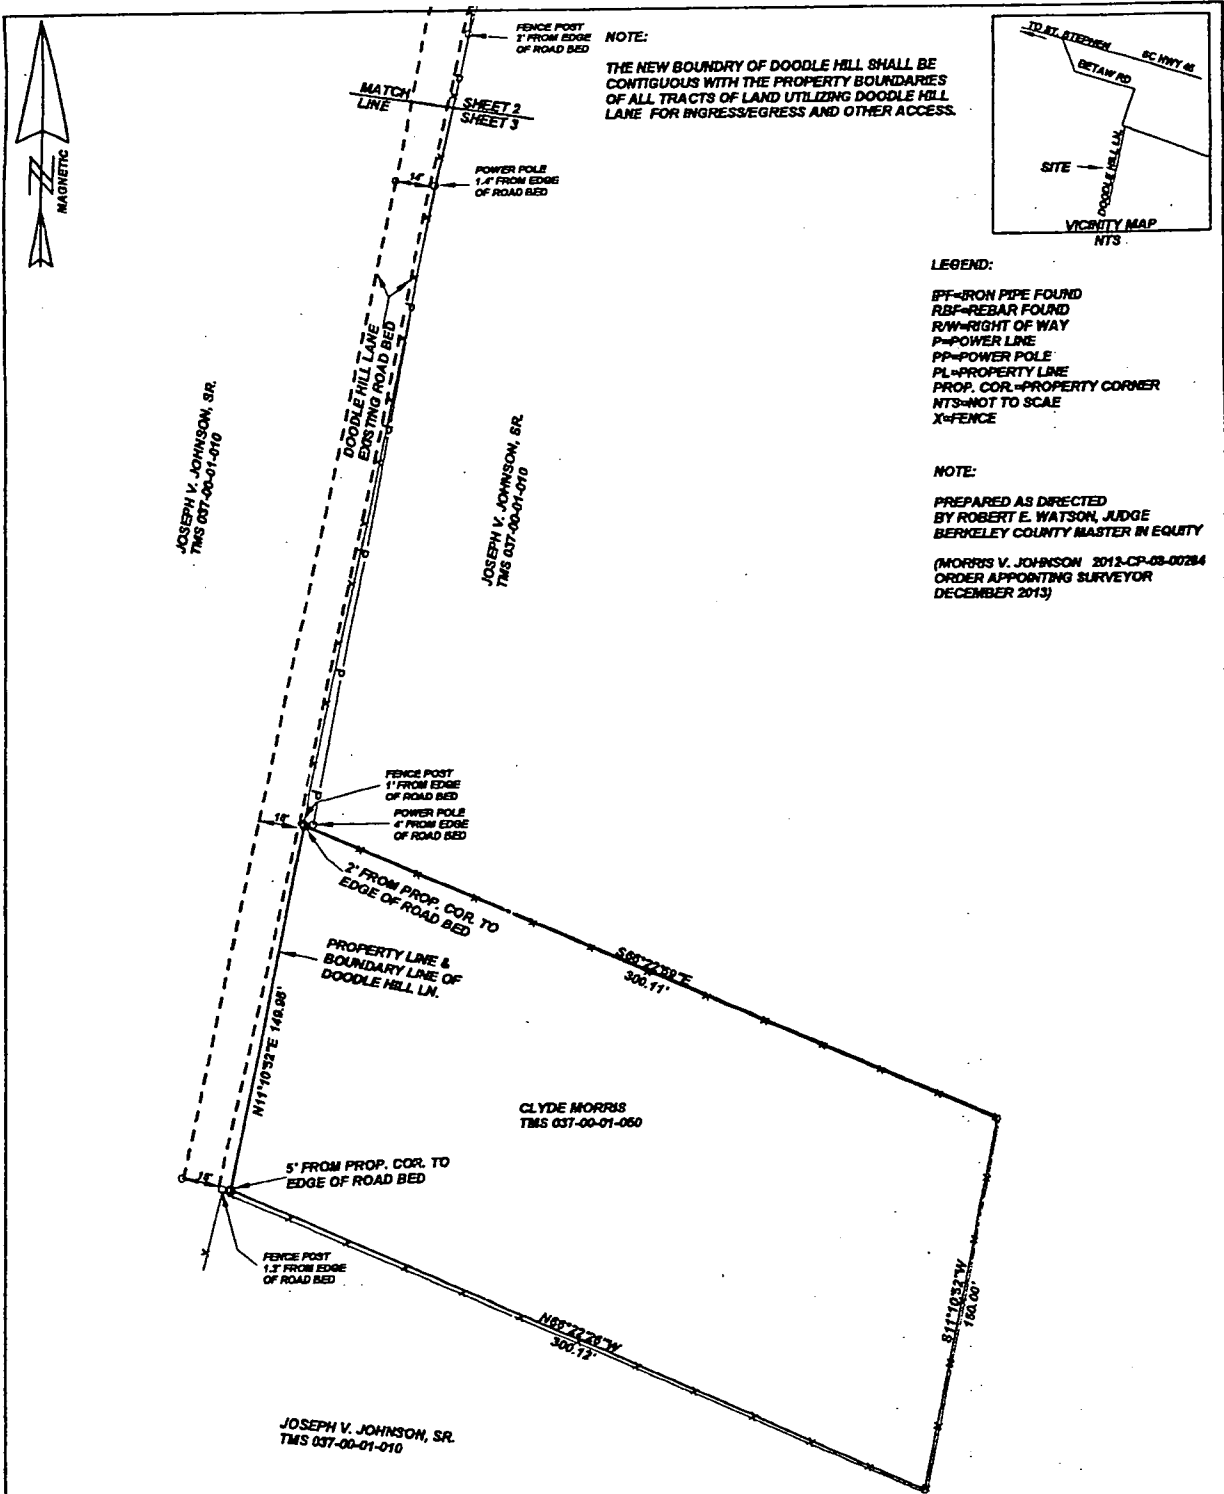 FENCE POST
2' FROM EDGE
OF ROAD BED
NOTE:
THE NEW BOUNDRY OF DOODLE HILL SHALL BE
CONTIGUOUS WITH THE PROPERTY BOUNDARIES
OF ALL TRACTS OF LAND UTILIZING DOODLE HILL
LANE FOR INGRESS/EGRESS AND OTHER ACCESS.
TO ST. STEPHEN
SC HWY 45
BETAW RD
SITE
DOODLE HILL LN.
VICINITY MAP
NTS
MATCH
LINE
SHEET 2
SHEET 3
MAGNETIC
POWER POLE
1.4' FROM EDGE
OF ROAD BED
14'
LEGEND:
IPF=IRON PIPE FOUND
RBF=REBAR FOUND
R/W=RIGHT OF WAY
P=POWER LINE
PP=POWER POLE
PL=PROPERTY LINE
PROP. COR.=PROPERTY CORNER
NTS=NOT TO SCAE
X=FENCE
DOODLE HILL LANE
EXISTING ROAD BED
JOSEPH V. JOHNSON, SR.
TMS 037-00-01-010
JOSEPH V. JOHNSON, SR.
TMS 037-00-01-010
NOTE:
PREPARED AS DIRECTED
BY ROBERT E. WATSON, JUDGE
BERKELEY COUNTY MASTER IN EQUITY
(MORRIS V. JOHNSON 2012-CP-08-00284
ORDER APPOINTING SURVEYOR
DECEMBER 2013)
FENCE POST
1' FROM EDGE
OF ROAD BED
POWER POLE
4' FROM EDGE
OF ROAD BED
2' FROM PROP. COR. TO
EDGE OF ROAD BED
PROPERTY LINE &
BOUNDARY LINE OF
DOODLE HILL LN.
300.11'
N11°10'52"E 149.98'
CLYDE MORRIS
TMS 037-00-01-050
5' FROM PROP. COR. TO
EDGE OF ROAD BED
FENCE POST
1.3' FROM EDGE
OF ROAD BED
S11°10'52"W
150.00'
N66°22'26"W
300.12'
JOSEPH V. JOHNSON, SR.
TMS 037-00-01-010